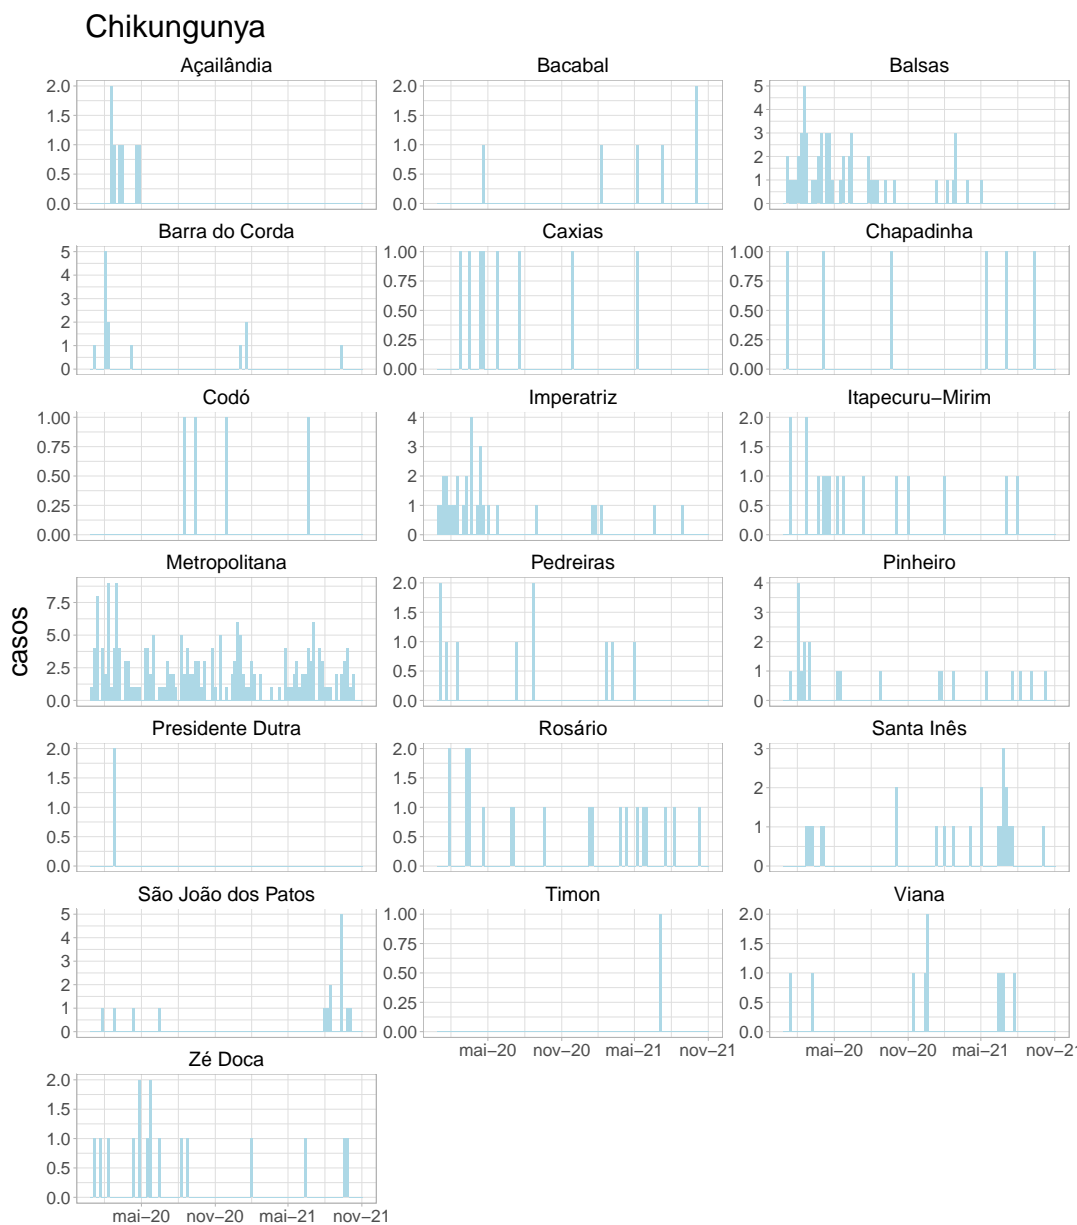 Chikungunya
Açailândia Bacabal Balsas
2.0 2.0 5
1.5 1.5 4
1.0 1.0 3
0.5 0.5 2
0.0 0.0 1
0
Barra do Corda Caxias Chapadinha
5 1.00 1.00
4 0.75 0.75
3 0.50 0.50
2 0.25 0.25
1 0.00 0.00
0
Codó Imperatriz Itapecuru−Mirim
1.00 4 2.0
0.75 3 1.5
0.50 2 1.0
0.25 1 0.5
0.00 0 0.0
Metropolitana Pedreiras Pinheiro
7.5 2.0 4
5.0 1.5 3
2.5 1.0 2
0.0 0.5 1
0.0 0
casos
Presidente Dutra Rosário Santa Inês
2.0 2.0 3
1.5 1.5 2
1.0 1.0 1
0.5 0.5 0
0.0 0.0
São João dos Patos Timon Viana
5 1.00 2.0
4 0.75 1.5
3 0.50 1.0
2 0.25 0.5
1 0.00 0.0
0
mai−20 nov−20 mai−21 nov−21 mai−20 nov−20 mai−21 nov−21
Zé Doca
2.0
1.5
1.0
0.5
0.0
mai−20 nov−20 mai−21 nov−21